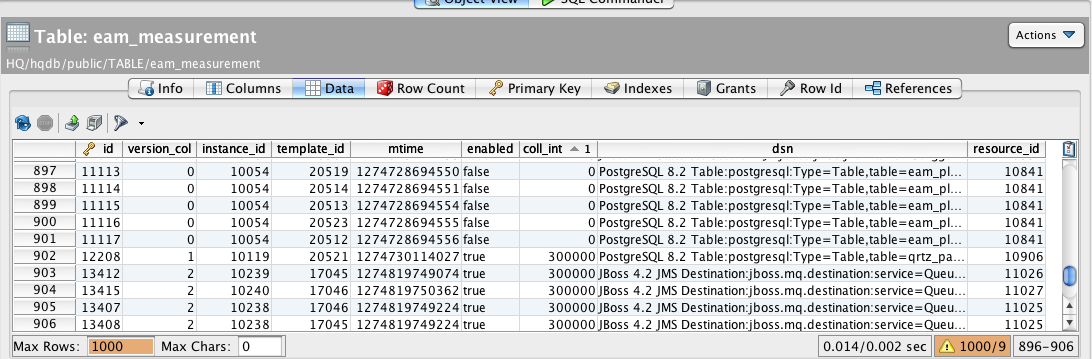 Object View SQL Commander
Table: eam_measurement
Actions
HQ/hqdb/public/TABLE/eam_measurement
Info Columns Data Row Count Primary Key Indexes Grants Row Id References
id version_col instance_id template_id mtime enabled coll_int 1 dsn resource_id
897 11113 0 10054 20519 1274728694550 false 0 PostgreSQL 8.2 Table:postgresql:Type=Table,table=eam_pl... 10841
898 11114 0 10054 20514 1274728694551 false 0 PostgreSQL 8.2 Table:postgresql:Type=Table,table=eam_pl... 10841
899 11115 0 10054 20513 1274728694554 false 0 PostgreSQL 8.2 Table:postgresql:Type=Table,table=eam_pl... 10841
900 11116 0 10054 20523 1274728694555 false 0 PostgreSQL 8.2 Table:postgresql:Type=Table,table=eam_pl... 10841
901 11117 0 10054 20512 1274728694556 false 0 PostgreSQL 8.2 Table:postgresql:Type=Table,table=eam_pl... 10841
902 12208 1 10119 20521 1274730114027 true 300000 PostgreSQL 8.2 Table:postgresql:Type=Table,table=qrtz_pa... 10906
903 13412 2 10239 17045 1274819749074 true 300000 JBoss 4.2 JMS Destination:jboss.mq.destination:service=Queu... 11026
904 13415 2 10240 17046 1274819750362 true 300000 JBoss 4.2 JMS Destination:jboss.mq.destination:service=Queu... 11027
905 13407 2 10238 17046 1274819749224 true 300000 JBoss 4.2 JMS Destination:jboss.mq.destination:service=Queu... 11025
906 13408 2 10238 17045 1274819749224 true 300000 JBoss 4.2 JMS Destination:jboss.mq.destination:service=Queu... 11025
Max Rows: 1000 Max Chars: 0 0.014/0.002 sec 1000/9 896-906